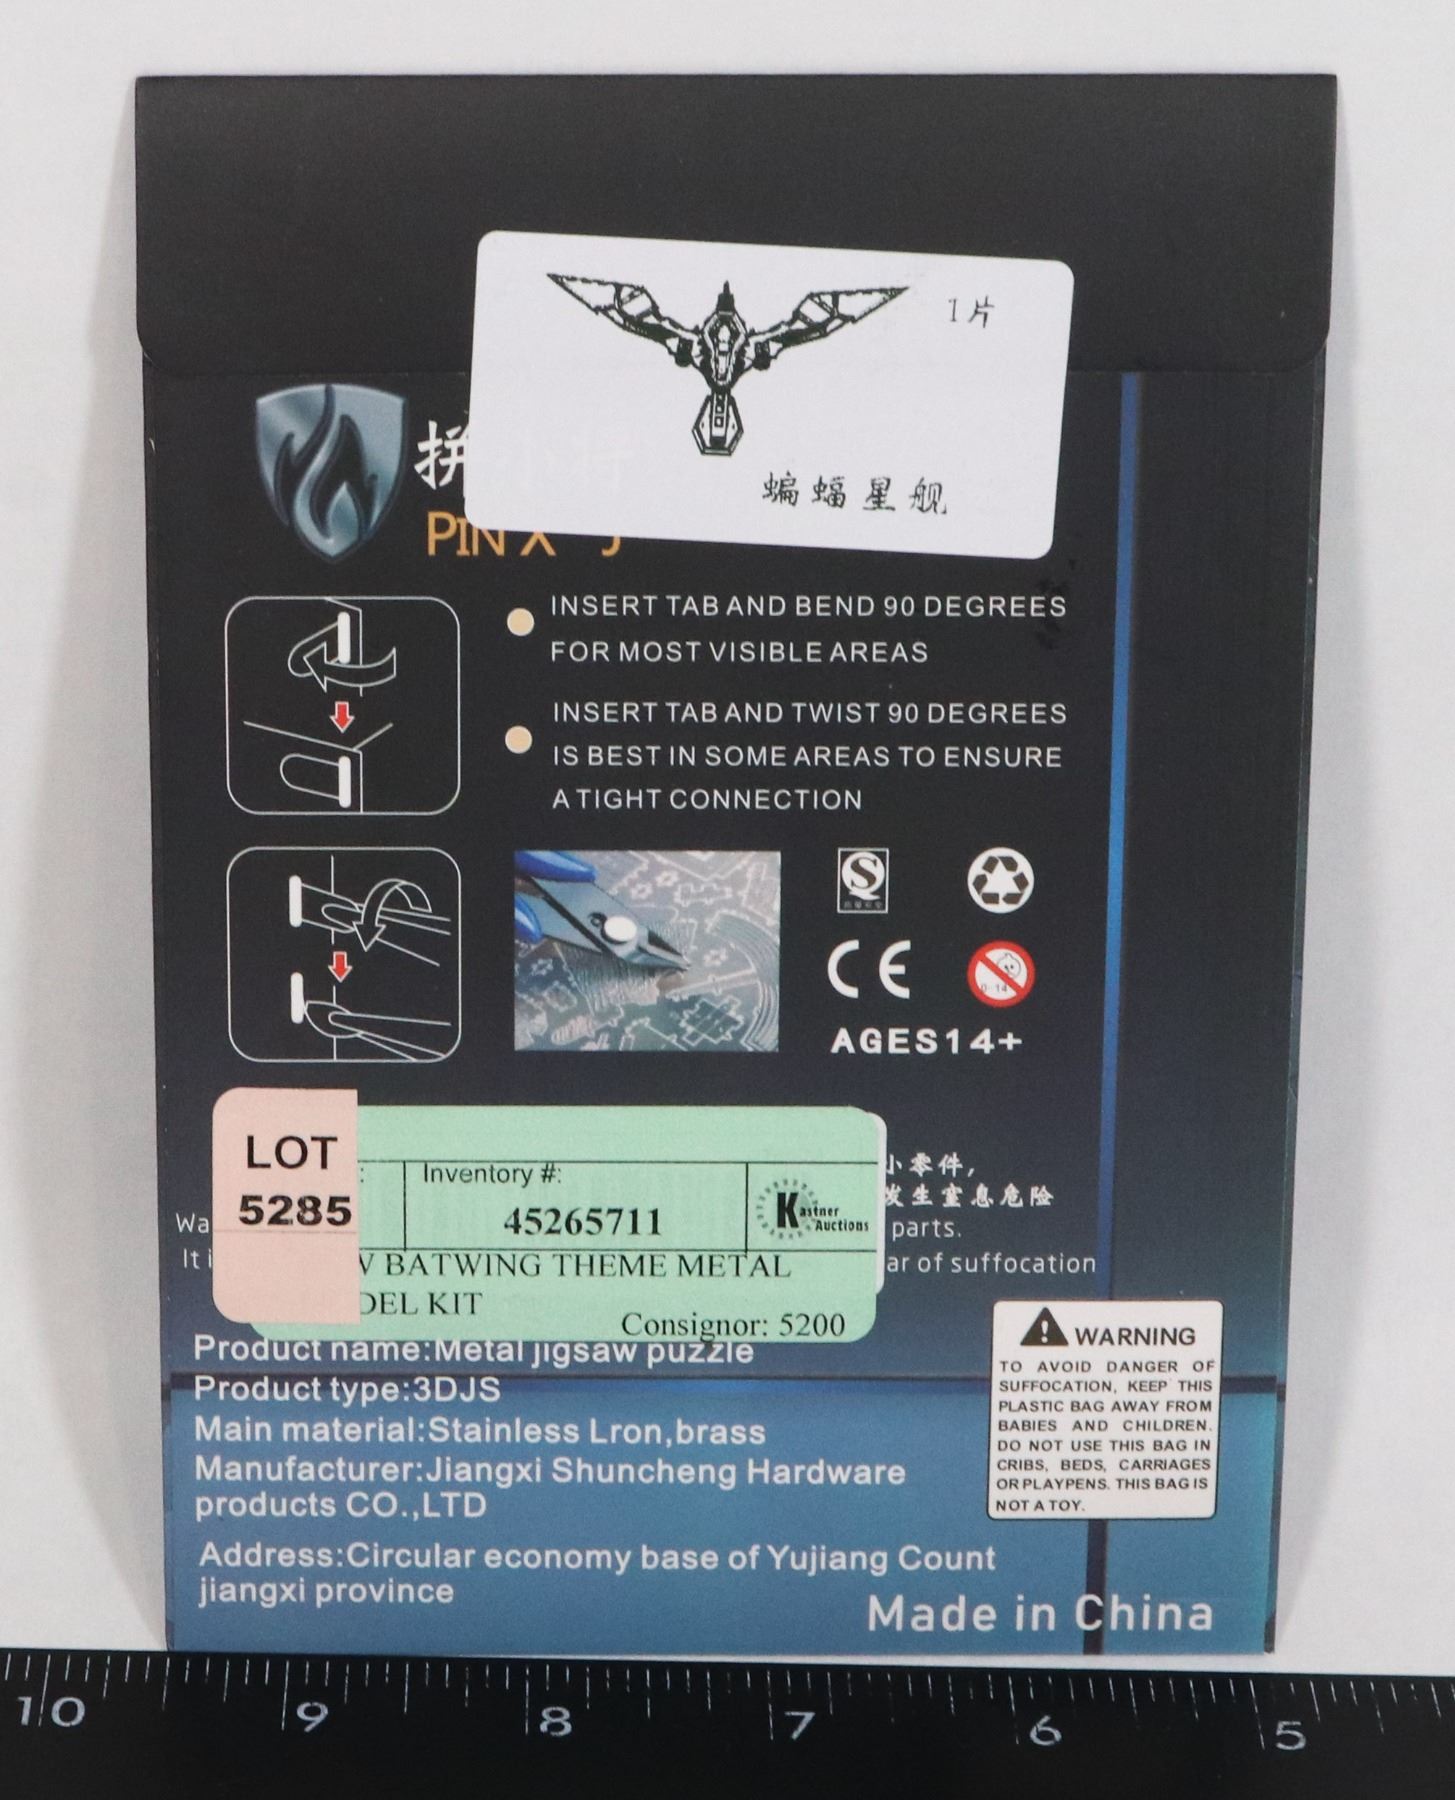 1片
蝙蝠星舰
拼
PIN X
INSERT TAB AND BEND 90 DEGREES
FOR MOST VISIBLE AREAS
INSERT TAB AND TWIST 90 DEGREES
IS BEST IN SOME AREAS TO ENSURE
A TIGHT CONNECTION
S
CE
0-14
AGES14+
小零件,
发生窒息危险
parts.
ar of suffocation
Wa
It i
LOT
5285
Inventory #:
45265711
Kastner
Auctions
BATWING THEME METAL
DEL KIT
Consignor: 5200
Product name:Metal jigsaw puzzle
Product type:3DJS
Main material:Stainless Lron,brass
Manufacturer:Jiangxi Shuncheng Hardware
products CO.,LTD
Address:Circular economy base of Yujiang Count
jiangxi province
WARNING
TO AVOID DANGER OF
SUFFOCATION, KEEP THIS
PLASTIC BAG AWAY FROM
BABIES AND CHILDREN.
DO NOT USE THIS BAG IN
CRIBS, BEDS, CARRIAGES
OR PLAYPENS. THIS BAG IS
NOT A TOY.
Made in China
10 9 8 7 6 5